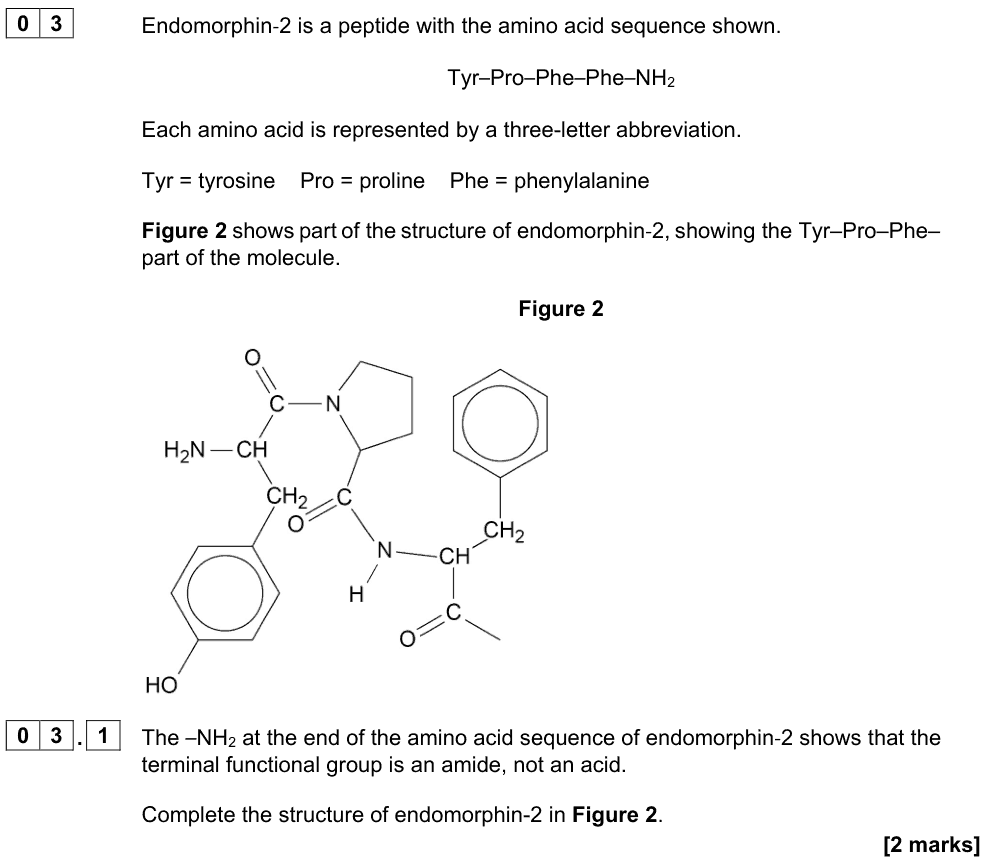 0 3 Endomorphin-2 is a peptide with the amino acid sequence shown.
Tyr–Pro–Phe–Phe–NH₂
Each amino acid is represented by a three-letter abbreviation.
Tyr = tyrosine Pro = proline Phe = phenylalanine
Figure 2 shows part of the structure of endomorphin-2, showing the Tyr–Pro–Phe–
part of the molecule.
Figure 2
O
C N
H₂N CH
CH₂ C
O
CH₂
N CH
H
C
O
HO
0 3 . 1 The –NH₂ at the end of the amino acid sequence of endomorphin-2 shows that the
terminal functional group is an amide, not an acid.
Complete the structure of endomorphin-2 in Figure 2.
[2 marks]